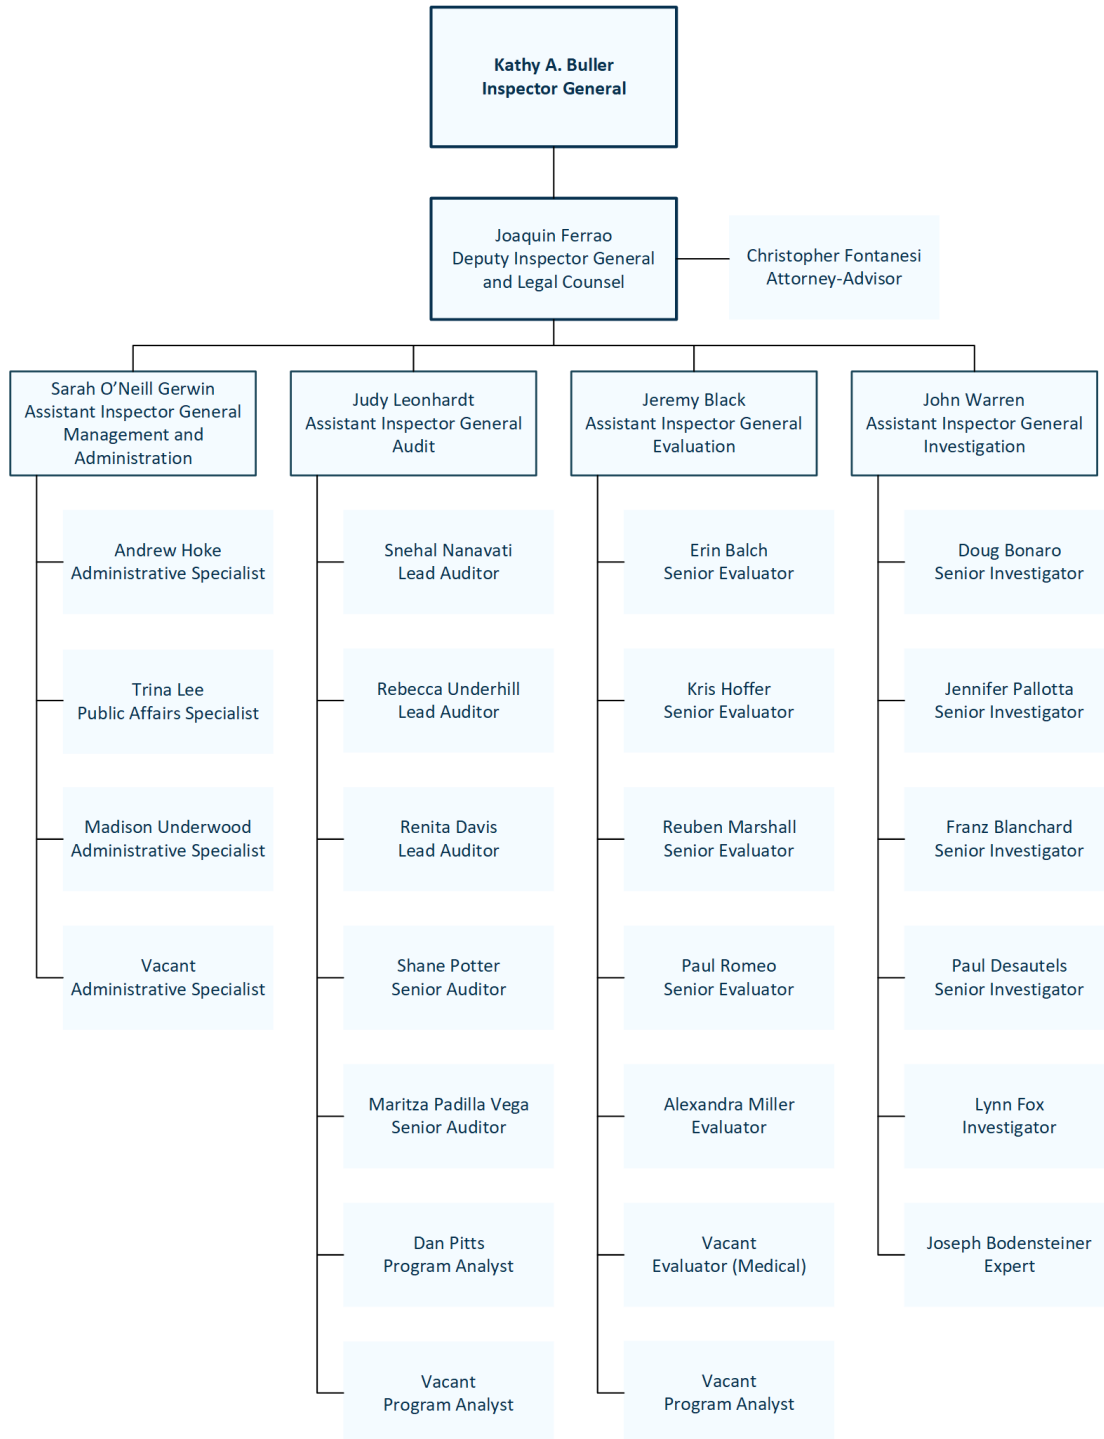 Kathy A. Buller
Inspector General
Joaquin Ferrao
Deputy Inspector General
and Legal Counsel
Christopher Fontanesi
Attorney-Advisor
Sarah O’Neill Gerwin
Assistant Inspector General
Management and
Administration
Andrew Hoke
Administrative Specialist
Trina Lee
Public Affairs Specialist
Madison Underwood
Administrative Specialist
Vacant
Administrative Specialist
Judy Leonhardt
Assistant Inspector General
Audit
Snehal Nanavati
Lead Auditor
Rebecca Underhill
Lead Auditor
Renita Davis
Lead Auditor
Shane Potter
Senior Auditor
Maritza Padilla Vega
Senior Auditor
Dan Pitts
Program Analyst
Vacant
Program Analyst
Jeremy Black
Assistant Inspector General
Evaluation
Erin Balch
Senior Evaluator
Kris Hoffer
Senior Evaluator
Reuben Marshall
Senior Evaluator
Paul Romeo
Senior Evaluator
Alexandra Miller
Evaluator
Vacant
Evaluator (Medical)
Vacant
Program Analyst
John Warren
Assistant Inspector General
Investigation
Doug Bonaro
Senior Investigator
Jennifer Pallotta
Senior Investigator
Franz Blanchard
Senior Investigator
Paul Desautels
Senior Investigator
Lynn Fox
Investigator
Joseph Bodensteiner
Expert